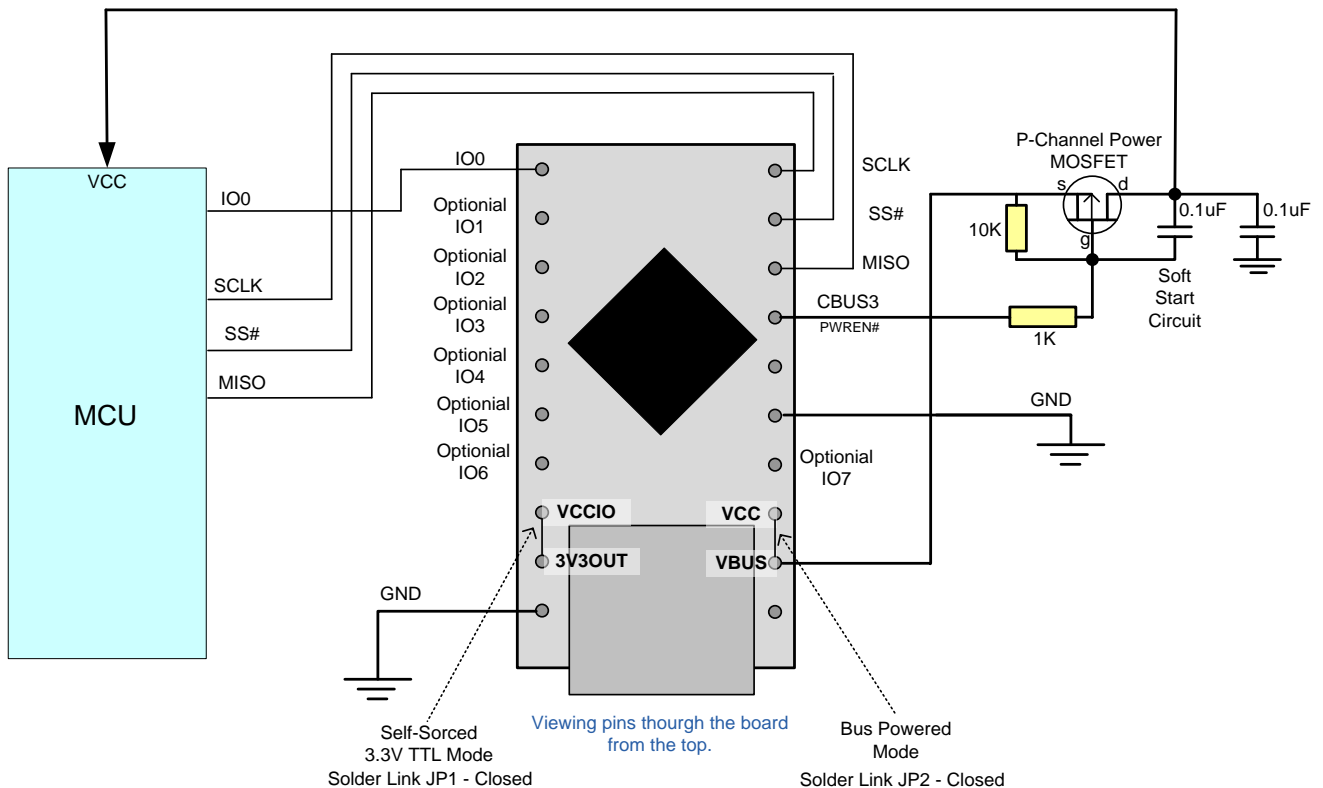 VCC
IO0
SCLK
SS#
MISO
MCU
IO0
Optionial
IO1
Optionial
IO2
Optionial
IO3
Optionial
IO4
Optionial
IO5
Optionial
IO6
VCCIO
3V3OUT
GND
SCLK
SS#
MISO
CBUS3
PWREN#
GND
Optionial
IO7
VCC
VBUS
P-Channel Power
MOSFET
s
d
g
10K
1K
0.1uF
0.1uF
Soft
Start
Circuit
Self-Sorced
3.3V TTL Mode
Solder Link JP1 - Closed
Viewing pins thourgh the board
from the top.
Bus Powered
Mode
Solder Link JP2 - Closed